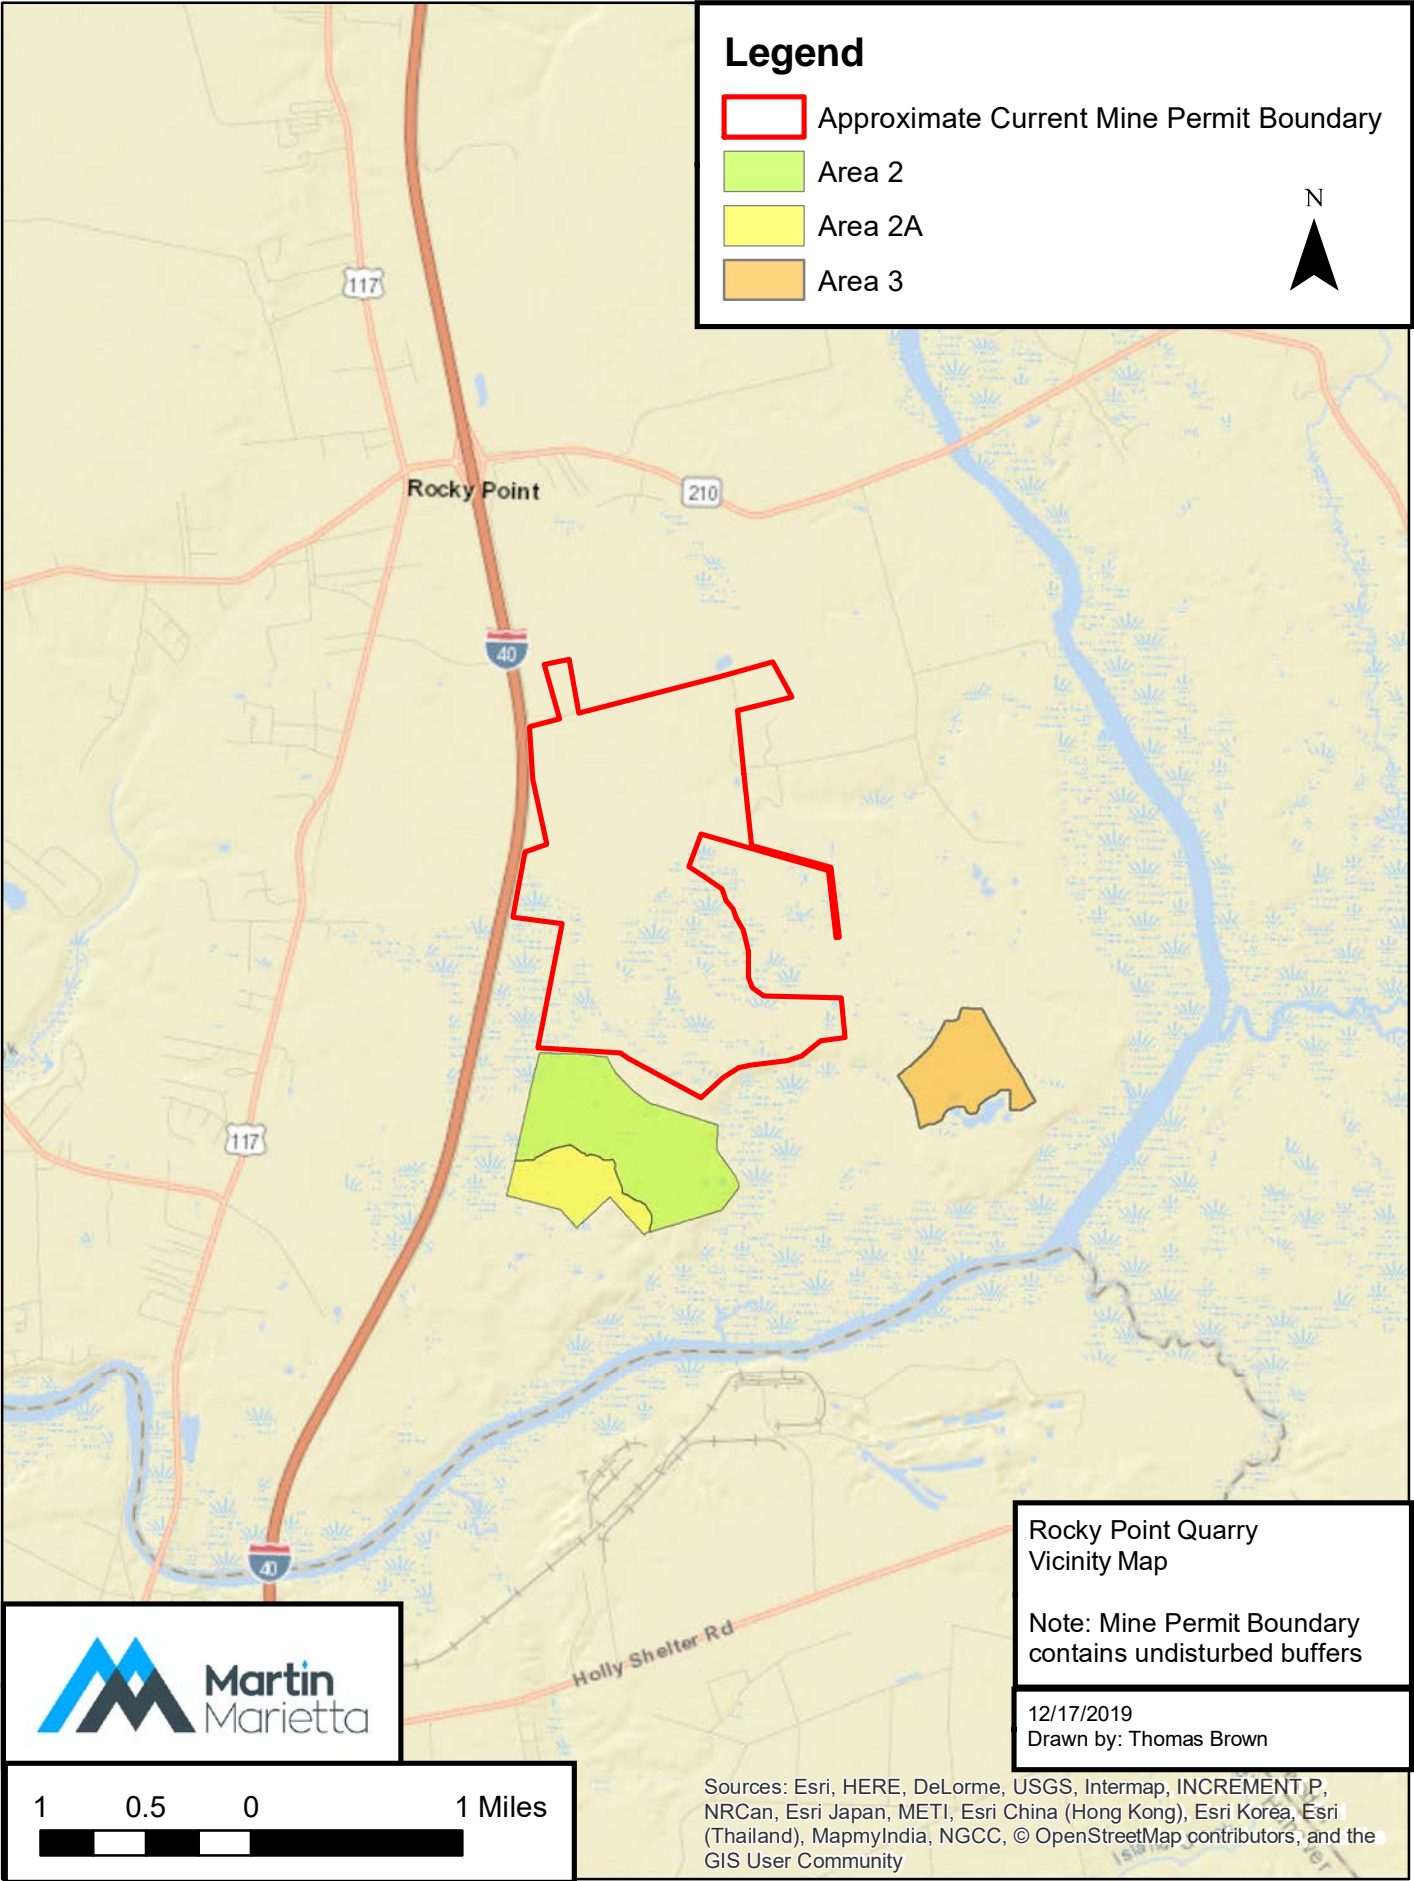 Legend
Approximate Current Mine Permit Boundary
Area 2
Area 2A
Area 3
N
117
Rocky Point
210
40
117
40
Holly Shelter Rd
Rocky Point Quarry
Vicinity Map
Note: Mine Permit Boundary
contains undisturbed buffers
12/17/2019
Drawn by: Thomas Brown
Martin
Marietta
1 0.5 0 1 Miles
Sources: Esri, HERE, DeLorme, USGS, Intermap, INCREMENT P,
NRCan, Esri Japan, METI, Esri China (Hong Kong), Esri Korea, Esri
(Thailand), MapmyIndia, NGCC, © OpenStreetMap contributors, and the
GIS User Community